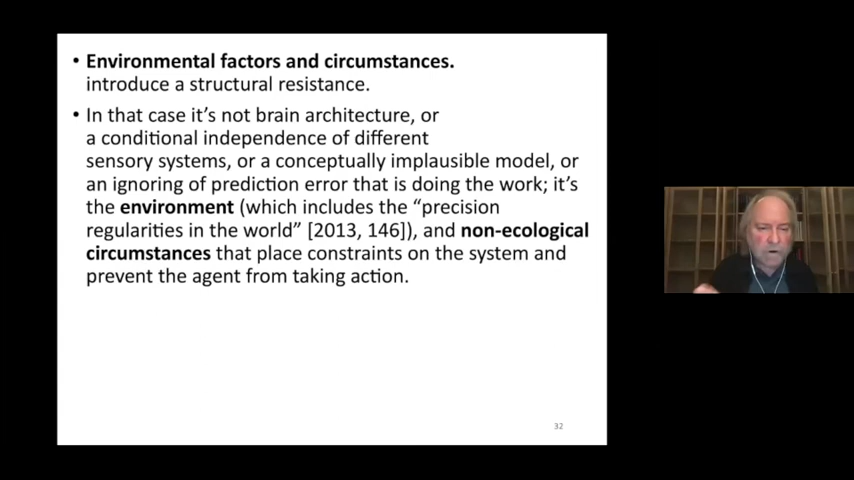 • Environmental factors and circumstances.
introduce a structural resistance.
• In that case it's not brain architecture, or
a conditional independence of different
sensory systems, or a conceptually implausible model, or
an ignoring of prediction error that is doing the work; it's
the environment (which includes the “precision
regularities in the world” [2013, 146]), and non-ecological
circumstances that place constraints on the system and
prevent the agent from taking action.
32